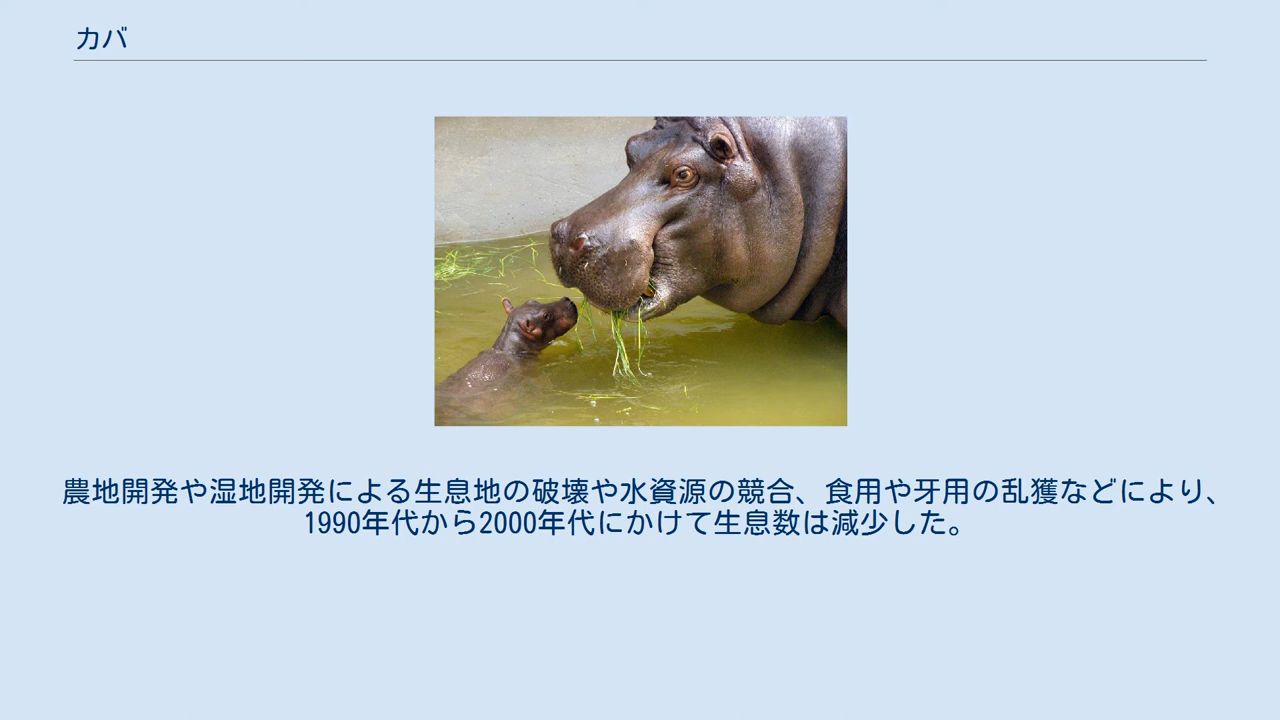 カバ
農地開発や湿地開発による生息地の破壊や水資源の競合、食用や牙用の乱獲などにより、
1990年代から2000年代にかけて生息数は減少した。